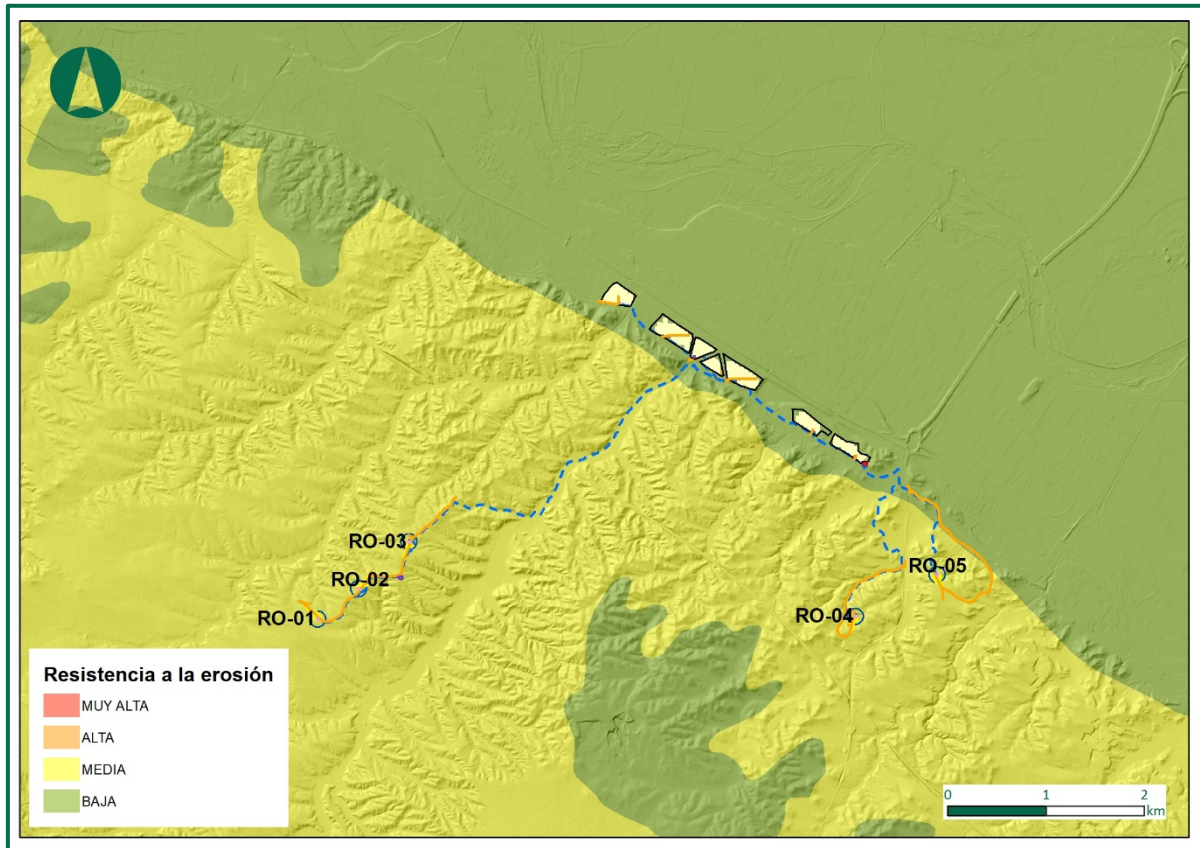 RO-03
RO-02
RO-01
RO-05
RO-04
Resistencia a la erosión
MUY ALTA
ALTA
MEDIA
BAJA
0 1 2
km